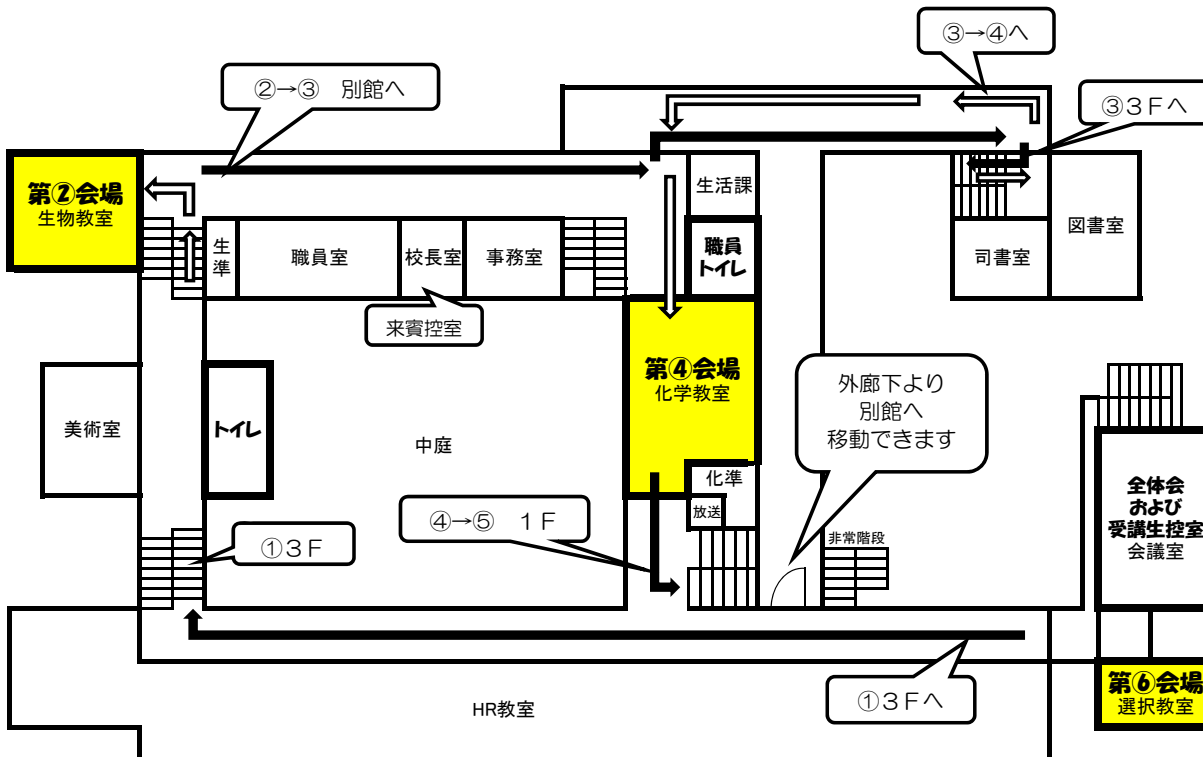 ③→④へ
②→③　別館へ
③３Ｆへ
第②会場
生物教室
生活課
図書室
生
準
職員室
校長室
事務室
職員
トイレ
司書室
来賓控室
第④会場
化学教室
外廊下より
別館へ
移動できます
美術室
トイレ
中庭
化準
全体会
および
受講生控室
会議室
④→⑤　１Ｆ
放送
①３Ｆ
非常階段
第⑥会場
選択教室
①３Ｆへ
HR教室